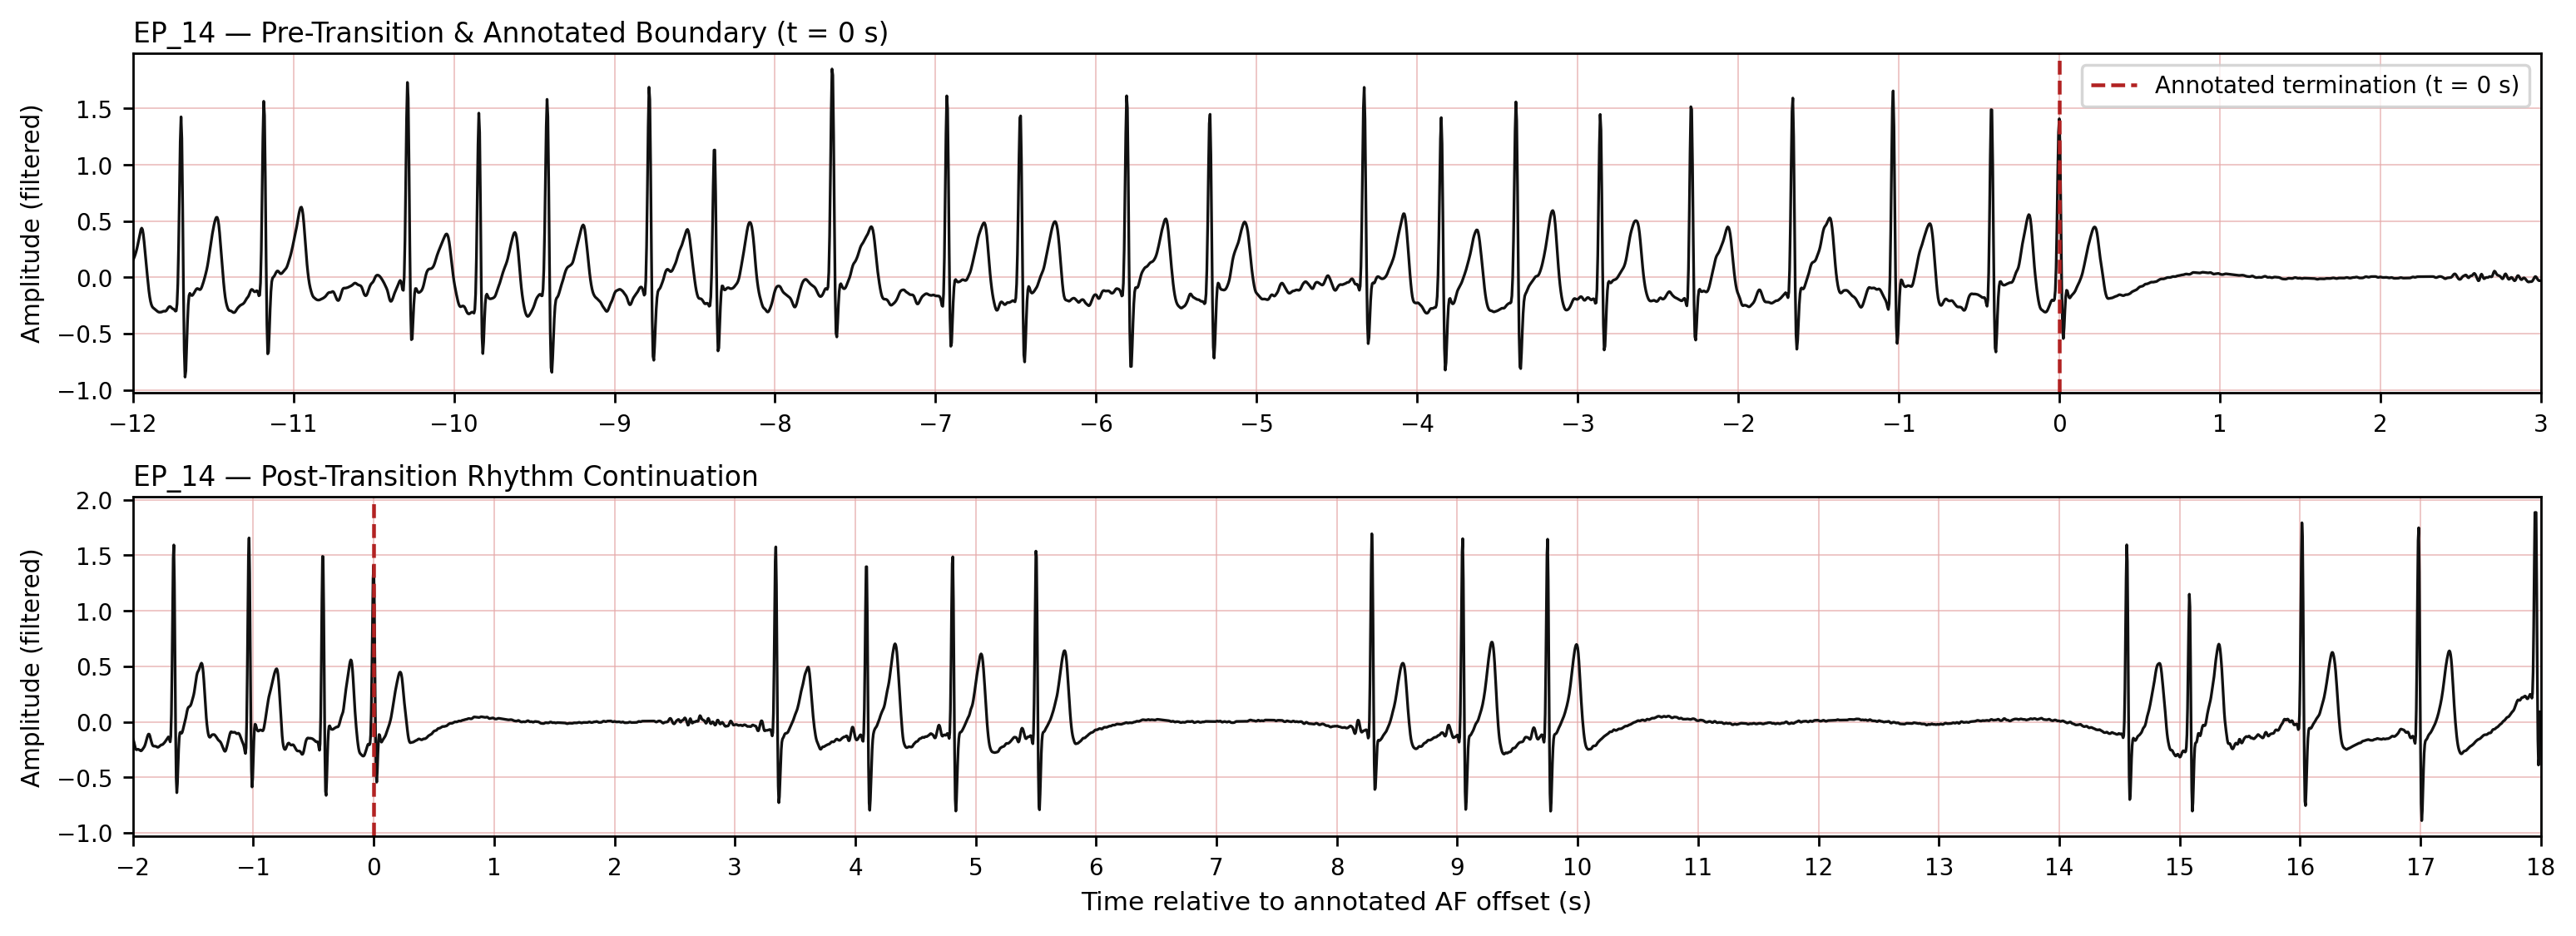 EP_14 — Pre-Transition & Annotated Boundary (t = 0 s)
Amplitude (filtered)
1.5
1.0
0.5
0.0
−0.5
−1.0
Annotated termination (t = 0 s)
−12 −11 −10 −9 −8 −7 −6 −5 −4 −3 −2 −1 0 1 2 3
EP_14 — Post-Transition Rhythm Continuation
Amplitude (filtered)
2.0
1.5
1.0
0.5
0.0
−0.5
−1.0
−2 −1 0 1 2 3 4 5 6 7 8 9 10 11 12 13 14 15 16 17 18
Time relative to annotated AF offset (s)